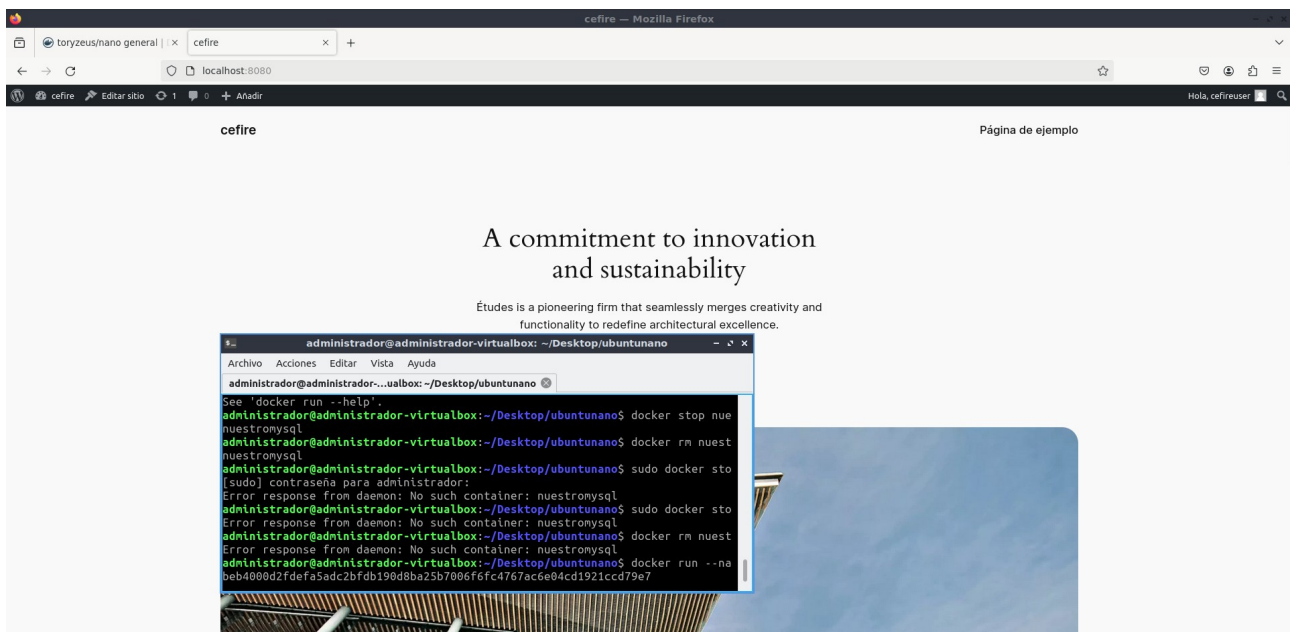 cefire — Mozilla Firefox
toryzeus/nano general |
cefire
localhost:8080
cefire Editar sitio 1 0 + Añadir Hola, cefireuser
cefire
Página de ejemplo
A commitment to innovation
and sustainability
Études is a pioneering firm that seamlessly merges creativity and
functionality to redefine architectural excellence.
administrador@administrador-virtualbox: ~/Desktop/ubuntunano
Archivo Acciones Editar Vista Ayuda
administrador@administrador-...ualbox: ~/Desktop/ubuntunano
See 'docker run --help'.
administrador@administrador-virtualbox:~/Desktop/ubuntunano$ docker stop nue
nuestromysql
administrador@administrador-virtualbox:~/Desktop/ubuntunano$ docker rm nuest
nuestromysql
administrador@administrador-virtualbox:~/Desktop/ubuntunano$ sudo docker sto
[sudo] contraseña para administrador:
Error response from daemon: No such container: nuestromysql
administrador@administrador-virtualbox:~/Desktop/ubuntunano$ sudo docker sto
Error response from daemon: No such container: nuestromysql
administrador@administrador-virtualbox:~/Desktop/ubuntunano$ docker rm nuest
Error response from daemon: No such container: nuestromysql
administrador@administrador-virtualbox:~/Desktop/ubuntunano$ docker run --na
beb4000d2fdefa5adc2bfdb190d8ba25b7006f6fc4767ac6e04cd1921ccd79e7